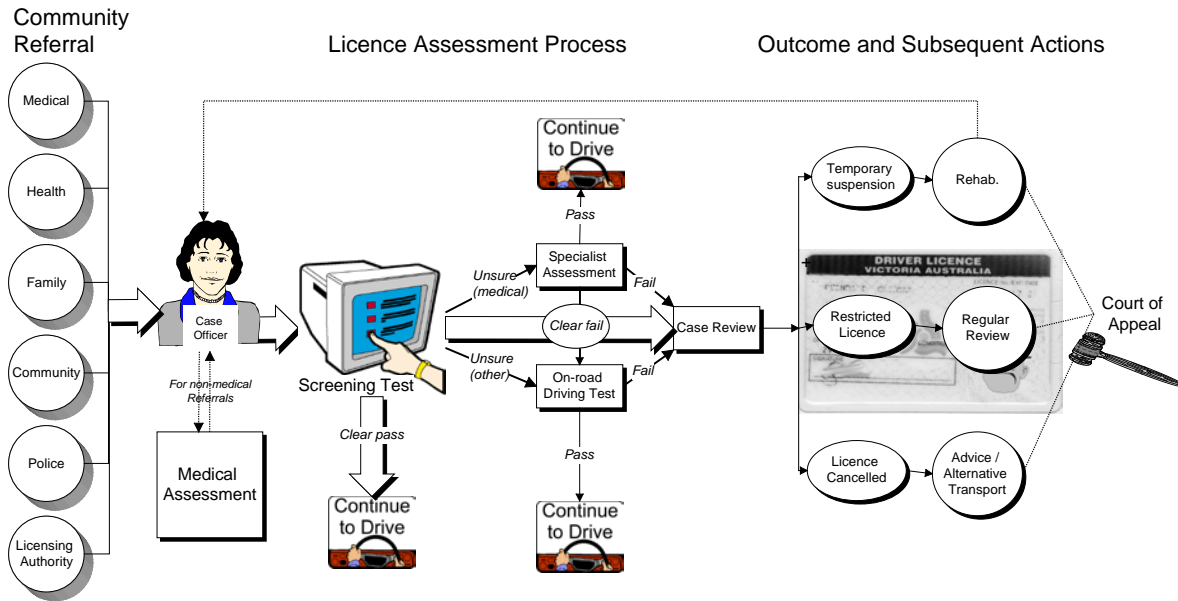 Community
Referral
Licence Assessment Process
Outcome and Subsequent Actions
Medical
Health
Family
Community
Police
Licensing
Authority
Case
Officer
For non-medical
Referrals
Medical
Assessment
Screening Test
Clear pass
Continue
to Drive
Unsure
(medical)
Unsure
(other)
Continue
to Drive
Pass
Specialist
Assessment
Fail
Clear fail
On-road
Driving Test
Fail
Pass
Continue
to Drive
Case Review
Temporary
suspension
Rehab.
DRIVER LICENCE
VICTORIA AUSTRALIA
Restricted
Licence
Regular
Review
Licence
Cancelled
Advice /
Alternative
Transport
Court of
Appeal